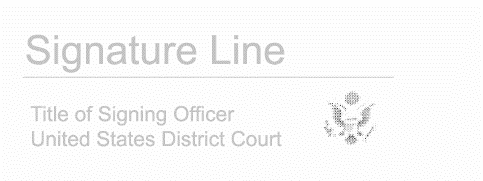 Signature Line
Title of Signing Officer
United States District Court